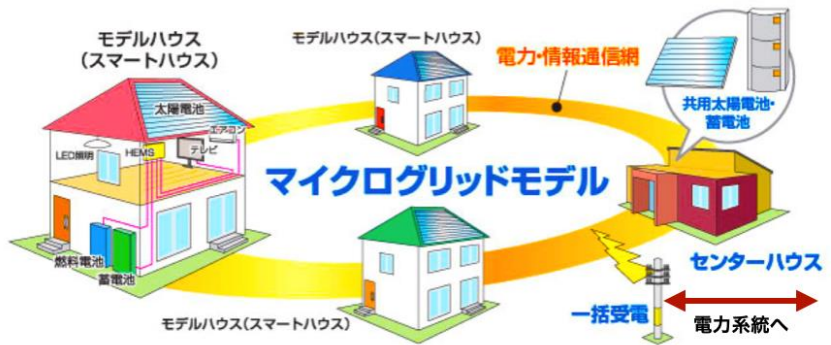 モデルハウス
(スマートハウス)
モデルハウス(スマートハウス)
電力・情報通信網
共用太陽電池・
蓄電池
太陽電池
エアコン
LED照明
HEMS
テレビ
マイクログリッドモデル
燃料電池
蓄電池
センターハウス
一括受電
電力系統へ
モデルハウス(スマートハウス)